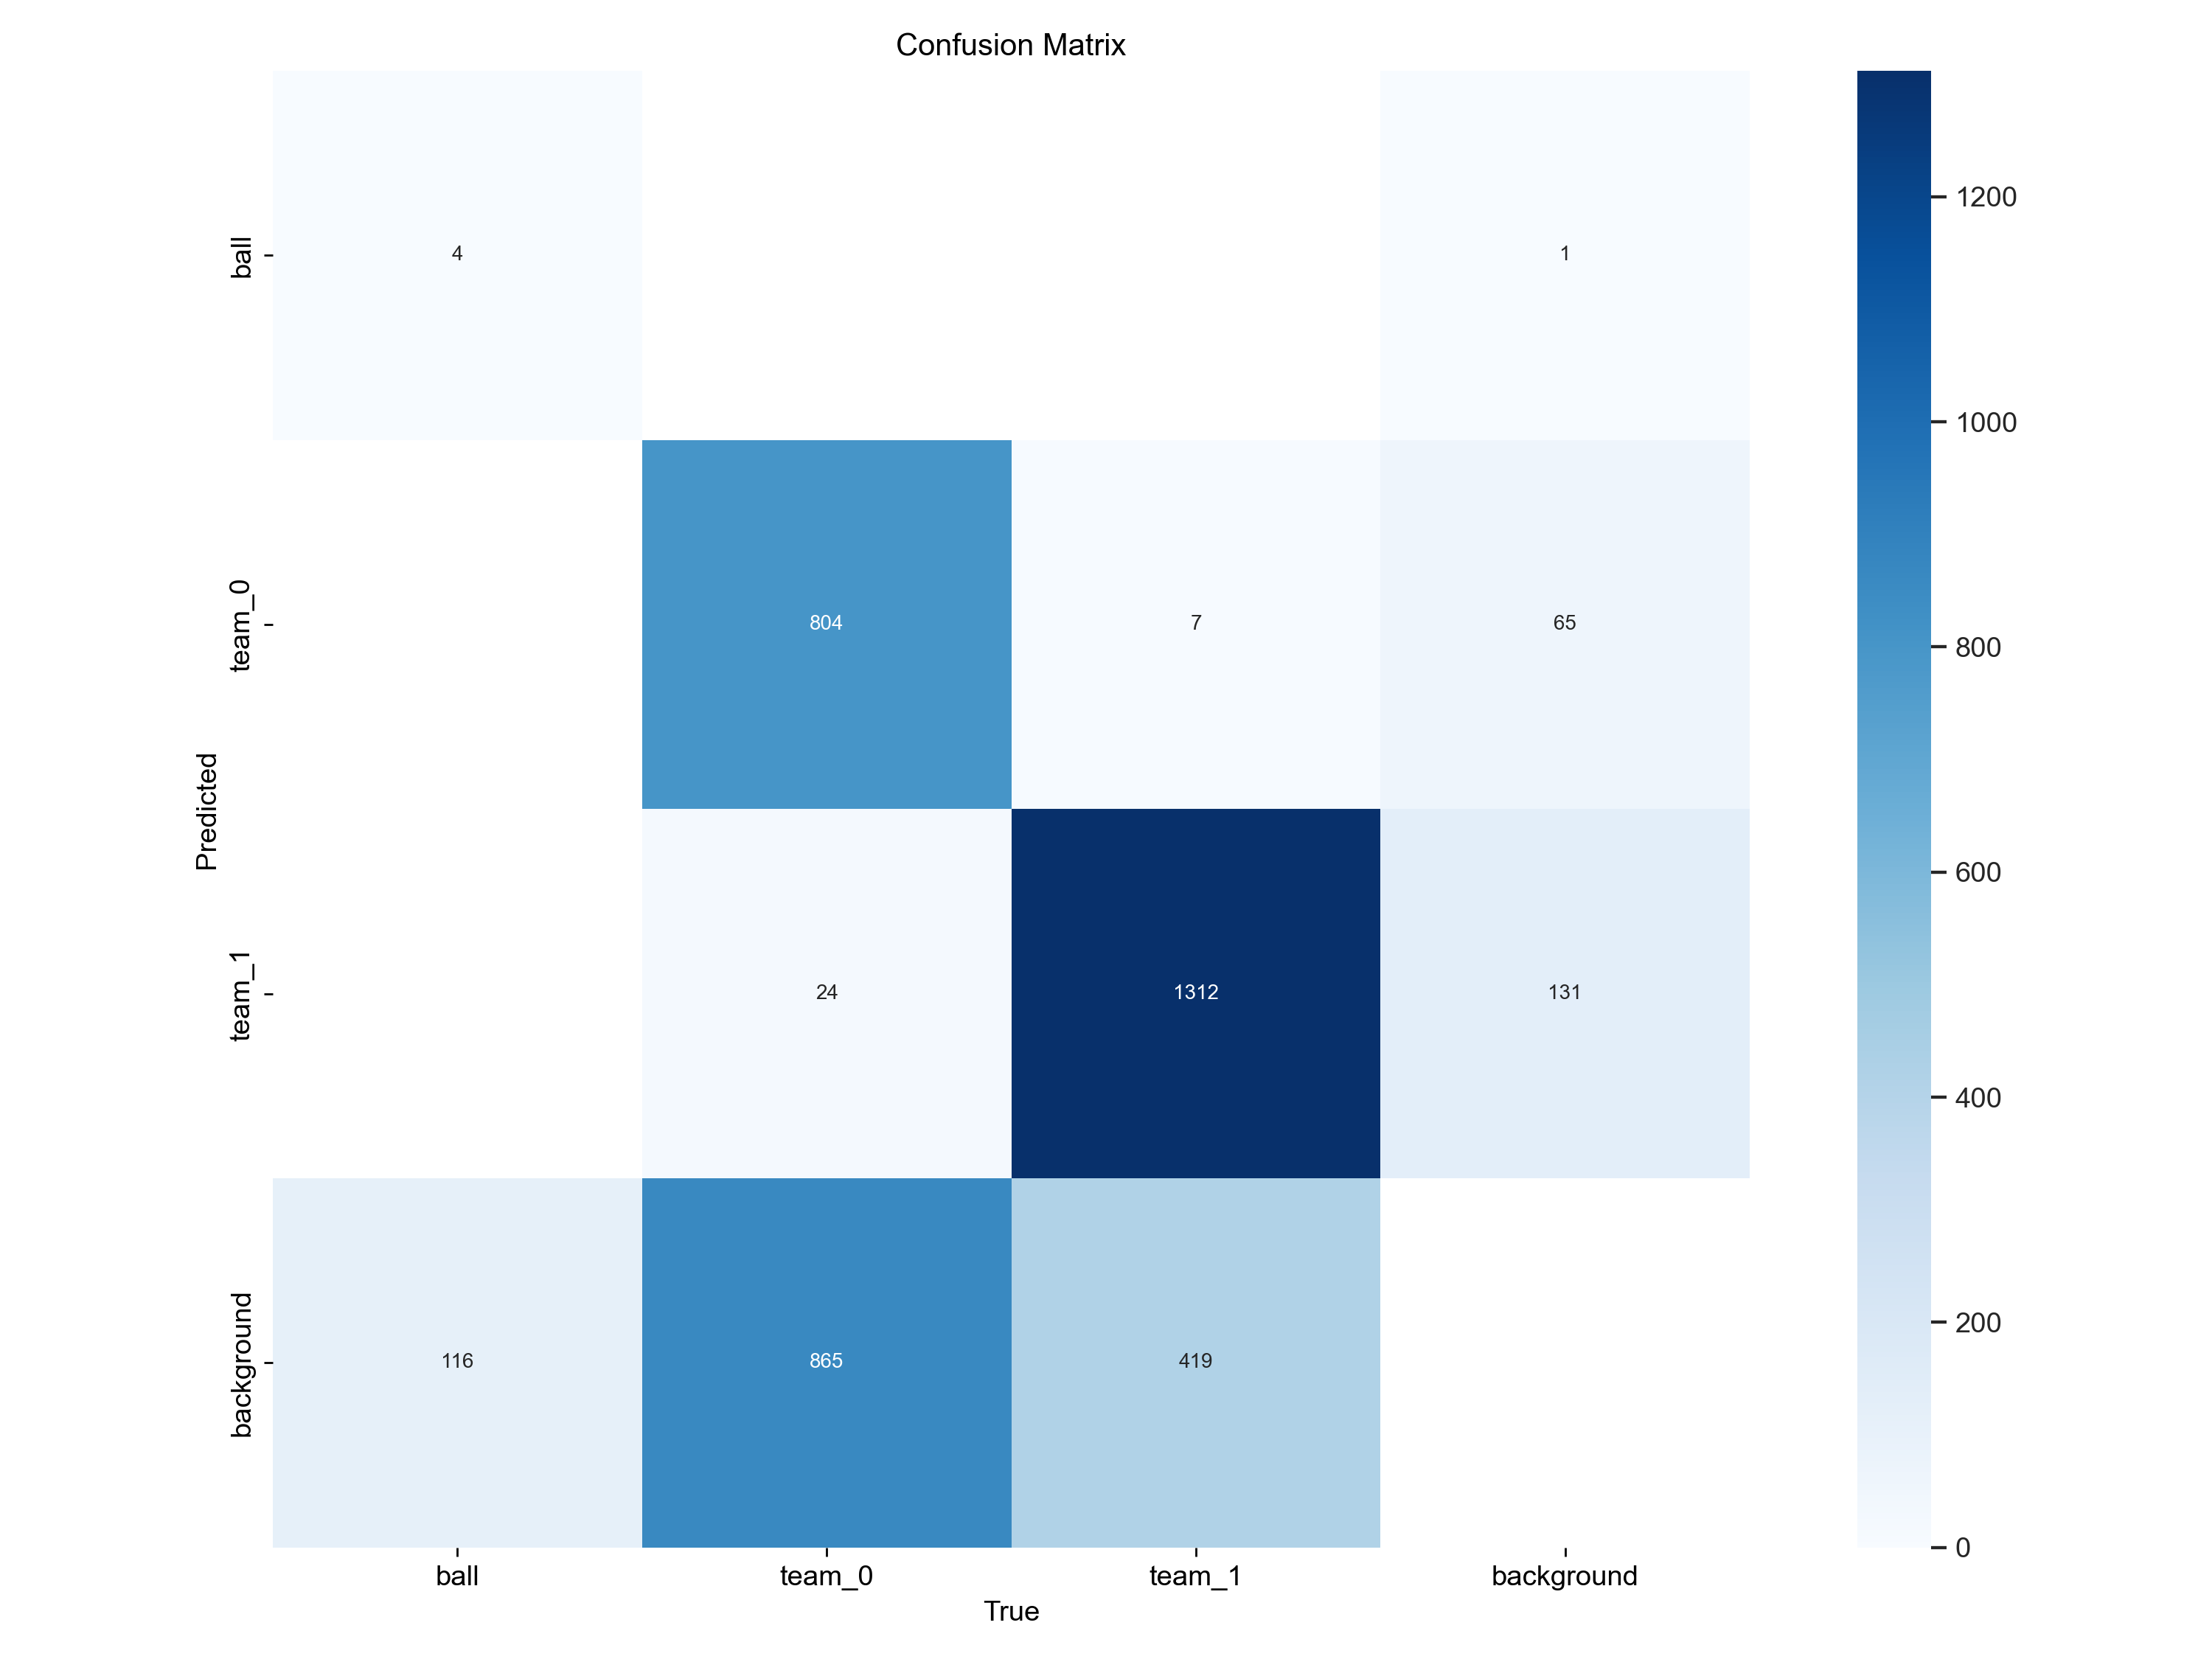 Confusion Matrix
ball
4
1
1200
1000
team_0
804
7
65
800
Predicted
600
team_1
24
1312
131
400
background
116
865
419
200
0
ball
team_0
team_1
background
True